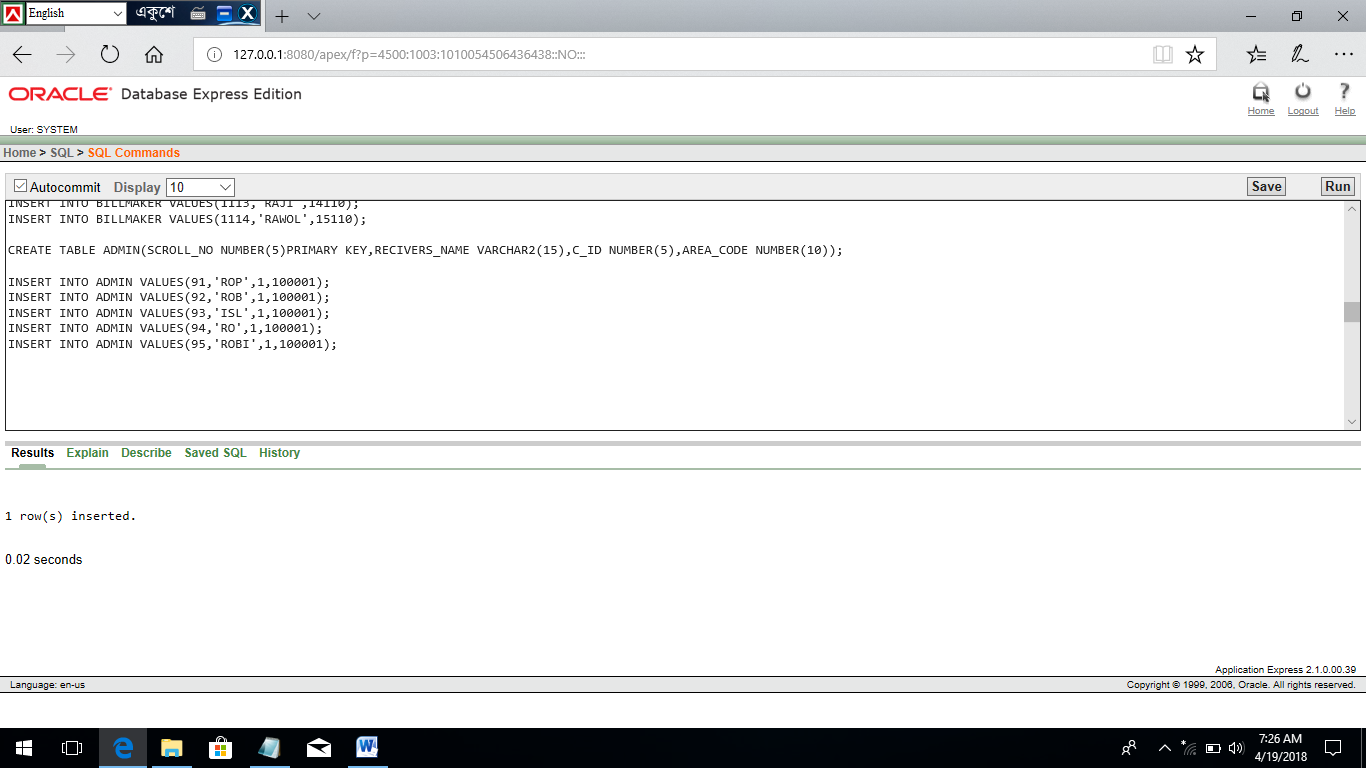 English
একুশে
127.0.0.1:8080/apex/f?p=4500:1003:1010054506436438::NO:::
ORACLE Database Express Edition
Home Logout Help
User: SYSTEM
Home > SQL > SQL Commands
Autocommit Display 10 Save Run
INSERT INTO BILLMAKER VALUES(1113,'RAJI',14110);
INSERT INTO BILLMAKER VALUES(1114,'RAWOL',15110);
CREATE TABLE ADMIN(SCROLL_NO NUMBER(5)PRIMARY KEY,RECIVERS_NAME VARCHAR2(15),C_ID NUMBER(5),AREA_CODE NUMBER(10));
INSERT INTO ADMIN VALUES(91,'ROP',1,100001);
INSERT INTO ADMIN VALUES(92,'ROB',1,100001);
INSERT INTO ADMIN VALUES(93,'ISL',1,100001);
INSERT INTO ADMIN VALUES(94,'RO',1,100001);
INSERT INTO ADMIN VALUES(95,'ROBI',1,100001);
Results Explain Describe Saved SQL History
1 row(s) inserted.
0.02 seconds
Application Express 2.1.0.00.39
Language: en-us Copyright © 1999, 2006, Oracle. All rights reserved.
7:26 AM
4/19/2018